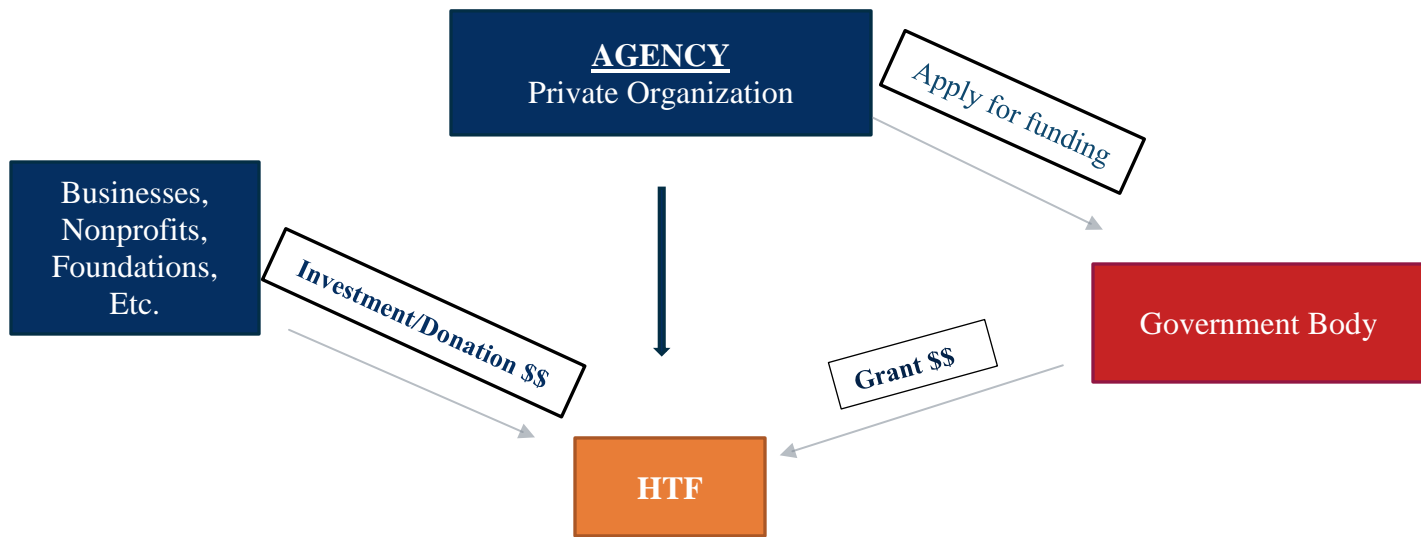 AGENCY
Private Organization
Apply for funding
Businesses,
Nonprofits,
Foundations,
Etc.
Investment/Donation $$
Government Body
Grant $$
HTF